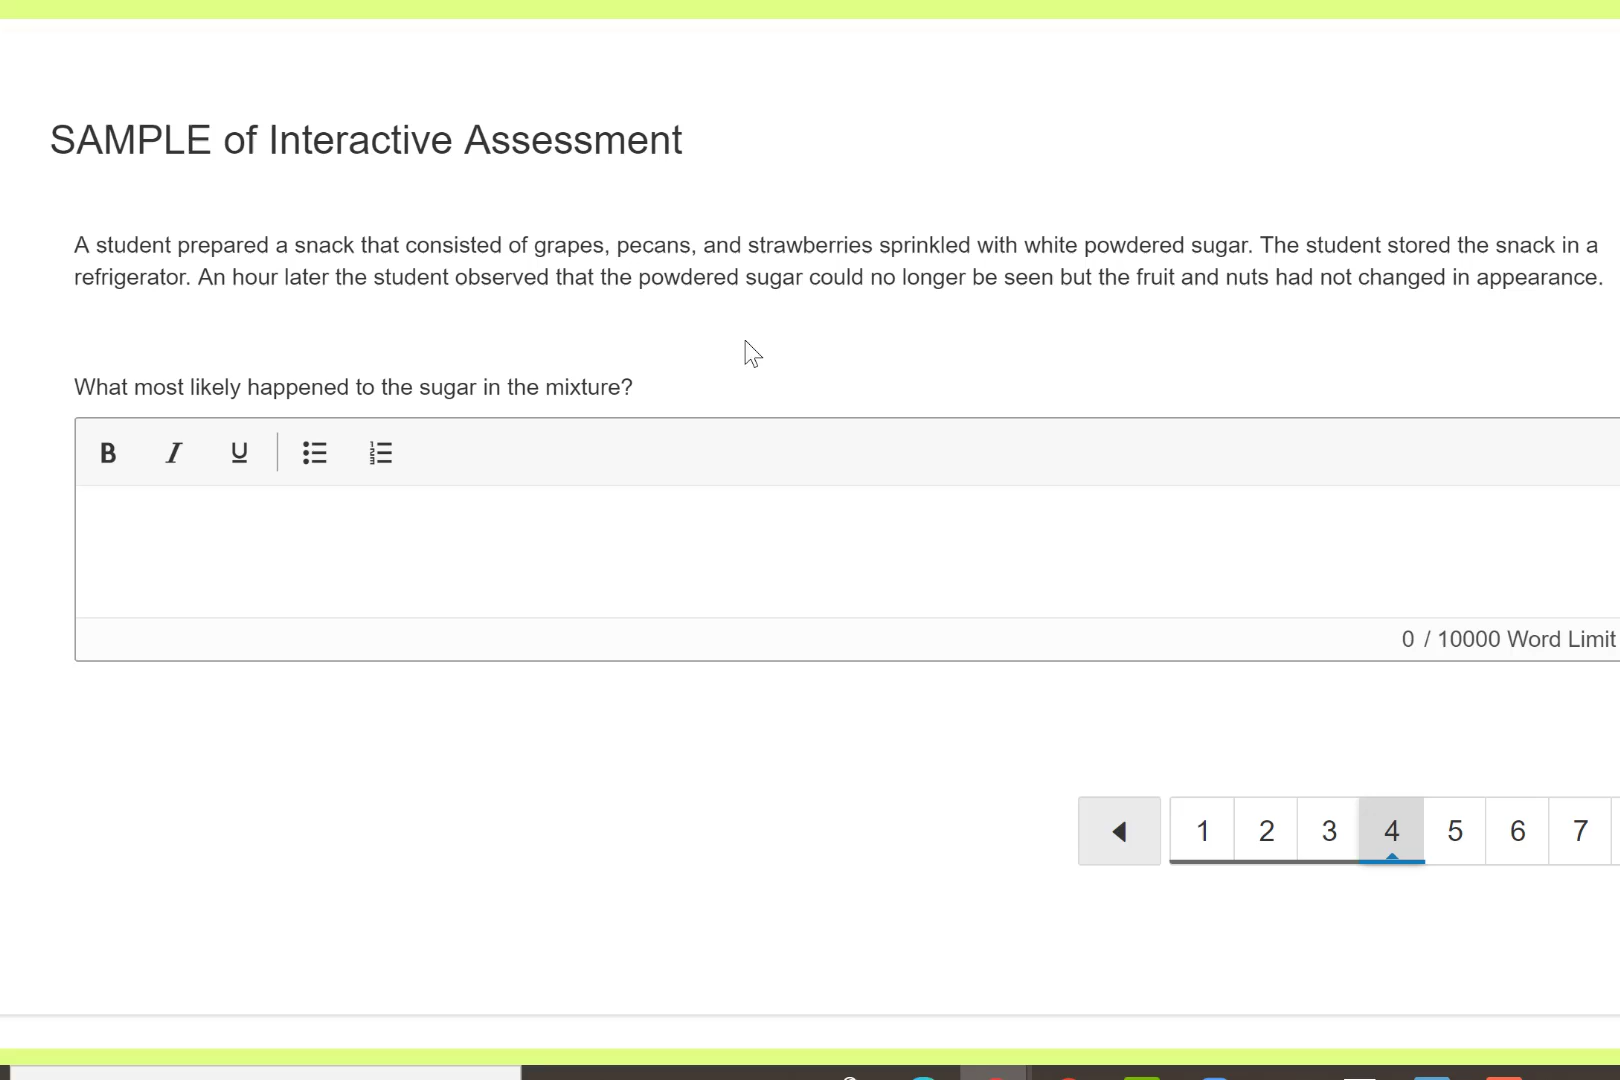 SAMPLE of Interactive Assessment
A student prepared a snack that consisted of grapes, pecans, and strawberries sprinkled with white powdered sugar. The student stored the snack in a
refrigerator. An hour later the student observed that the powdered sugar could no longer be seen but the fruit and nuts had not changed in appearance.
What most likely happened to the sugar in the mixture?
B I U
0 / 10000 Word Limit
1 2 3 4 5 6 7